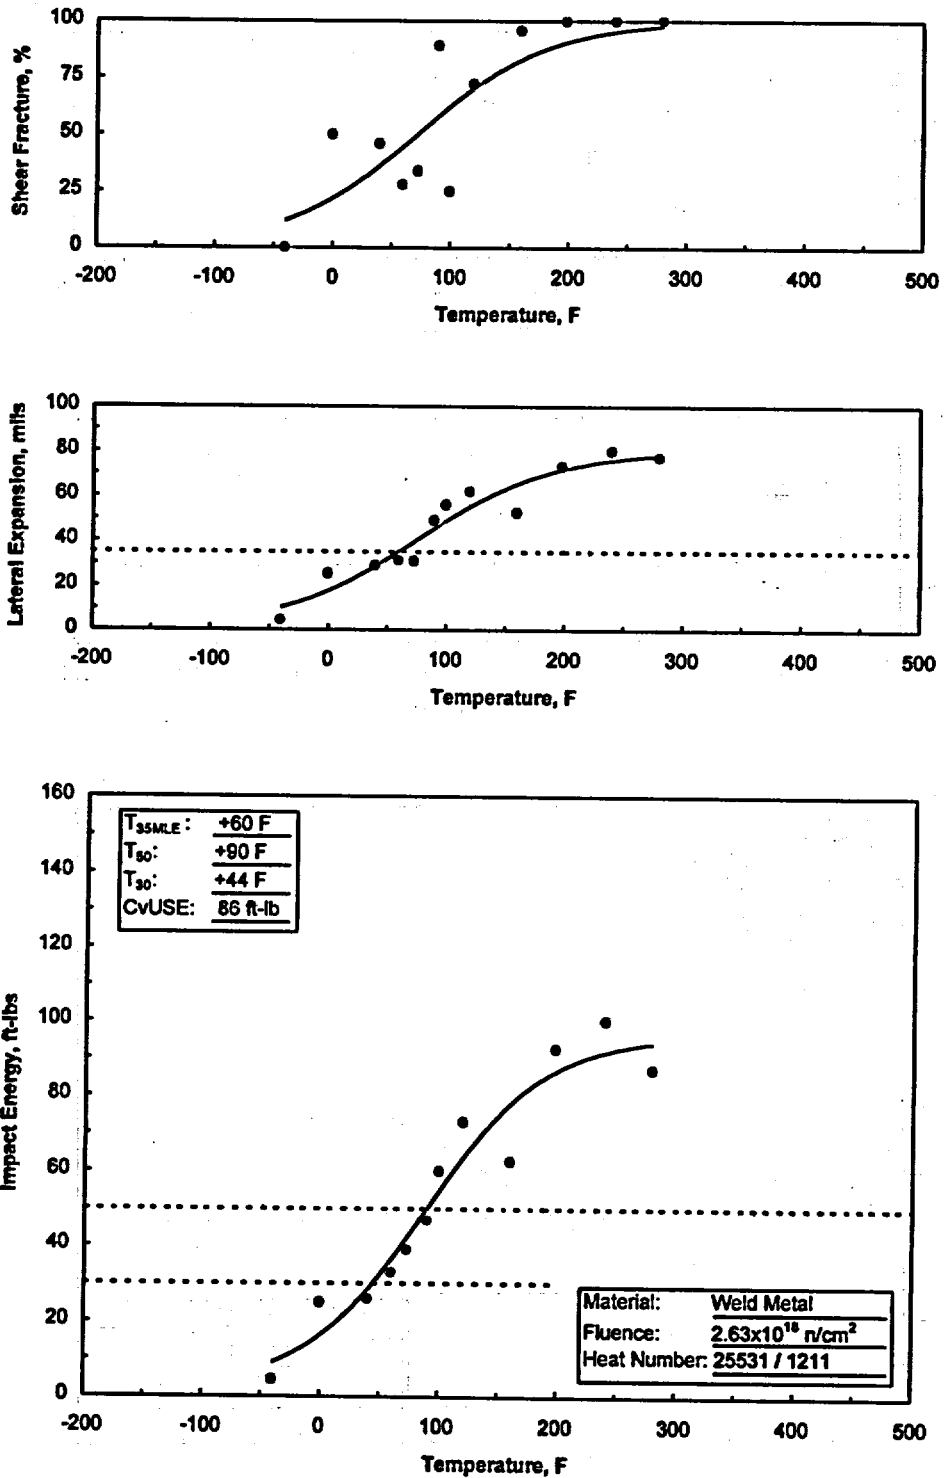 100
75
50
25
0
Shear Fracture, %
-200 -100 0 100 200 300 400 500
Temperature, F
100
80
60
40
20
0
Lateral Expansion, mils
-200 -100 0 100 200 300 400 500
Temperature, F
160
140
120
100
80
60
40
20
0
Impact Energy, ft-lbs
T35MLE: +60 F
T50: +90 F
T30: +44 F
CvUSE: 86 ft-lb
Material: Weld Metal
Fluence: 2.63x10¹⁸ n/cm²
Heat Number: 25531 / 1211
-200 -100 0 100 200 300 400 500
Temperature, F